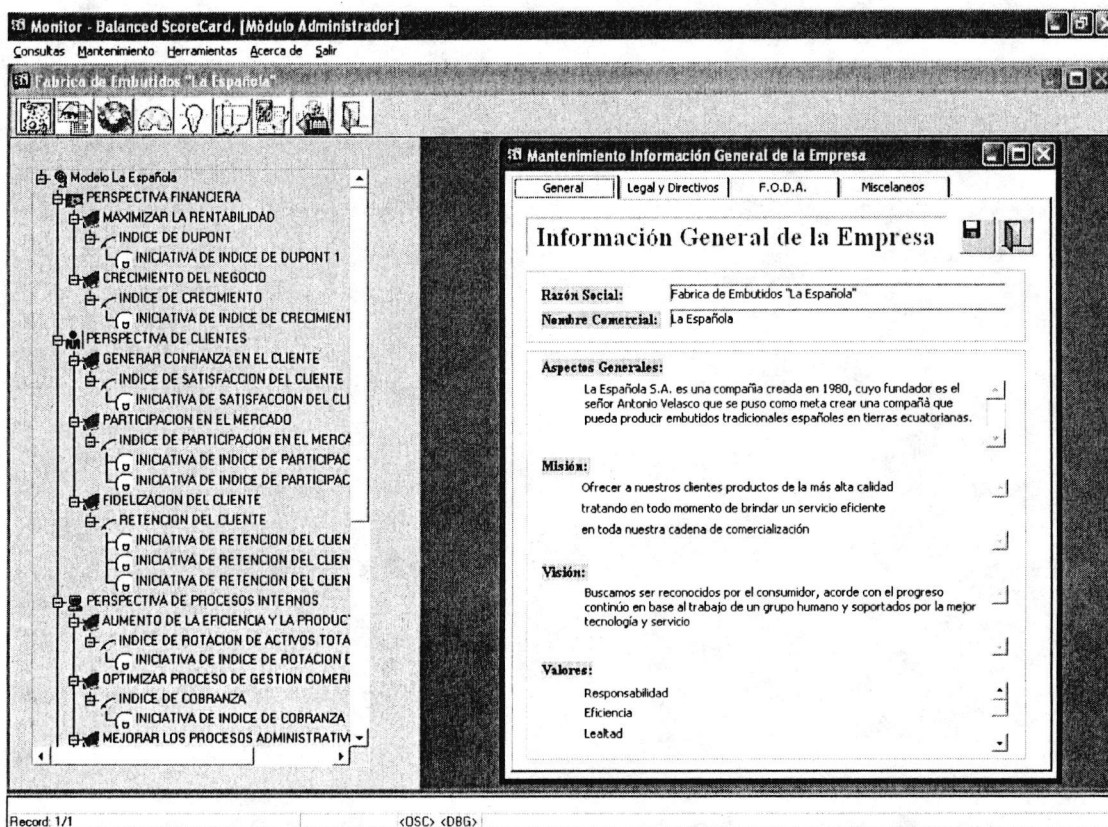 Monitor - Balanced ScoreCard. [Mòdulo Administrador]
Consultas Mantenimiento Herramientas Acerca de Salir
Fabrica de Embutidos "La Española"
Modelo La Española
PERSPECTIVA FINANCIERA
MAXIMIZAR LA RENTABILIDAD
INDICE DE DUPONT
INICIATIVA DE INDICE DE DUPONT 1
CRECIMIENTO DEL NEGOCIO
INDICE DE CRECIMIENTO
INICIATIVA DE INDICE DE CRECIMIENT
PERSPECTIVA DE CLIENTES
GENERAR CONFIANZA EN EL CLIENTE
INDICE DE SATISFACCION DEL CLIENTE
INICIATIVA DE SATISFACCION DEL CLI
PARTICIPACION EN EL MERCADO
INDICE DE PARTICIPACION EN EL MERCA
INICIATIVA DE INDICE DE PARTICIPAC
INICIATIVA DE INDICE DE PARTICIPAC
FIDELIZACION DEL CLIENTE
RETENCION DEL CLIENTE
INICIATIVA DE RETENCION DEL CLIEN
INICIATIVA DE RETENCION DEL CLIEN
INICIATIVA DE RETENCION DEL CLIEN
PERSPECTIVA DE PROCESOS INTERNOS
AUMENTO DE LA EFICIENCIA Y LA PRODUC
INDICE DE ROTACION DE ACTIVOS TOTA
INICIATIVA DE INDICE DE ROTACION D
OPTIMIZAR PROCESO DE GESTION COMER
INDICE DE COBRANZA
INICIATIVA DE INDICE DE COBRANZA
MEJORAR LOS PROCESOS ADMINISTRATIV
Mantenimiento Información General de la Empresa
General Legal y Directivos F.O.D.A. Miscelaneos
Información General de la Empresa
Razón Social: Fabrica de Embutidos "La Española"
Nombre Comercial: La Española
Aspectos Generales:
La Española S.A. es una compañia creada en 1980, cuyo fundador es el
señor Antonio Velasco que se puso como meta crear una compañà que
pueda producir embutidos tradicionales españoles en tierras ecuatorianas.
Misión:
Ofrecer a nuestros clientes productos de la más alta calidad
tratando en todo momento de brindar un servicio eficiente
en toda nuestra cadena de comercialización
Visión:
Buscamos ser reconocidos por el consumidor, acorde con el progreso
continúo en base al trabajo de un grupo humano y soportados por la mejor
tecnología y servicio
Valores:
Responsabilidad
Eficiencia
Lealtad
Record: 1/1 <OSC> <DBG>